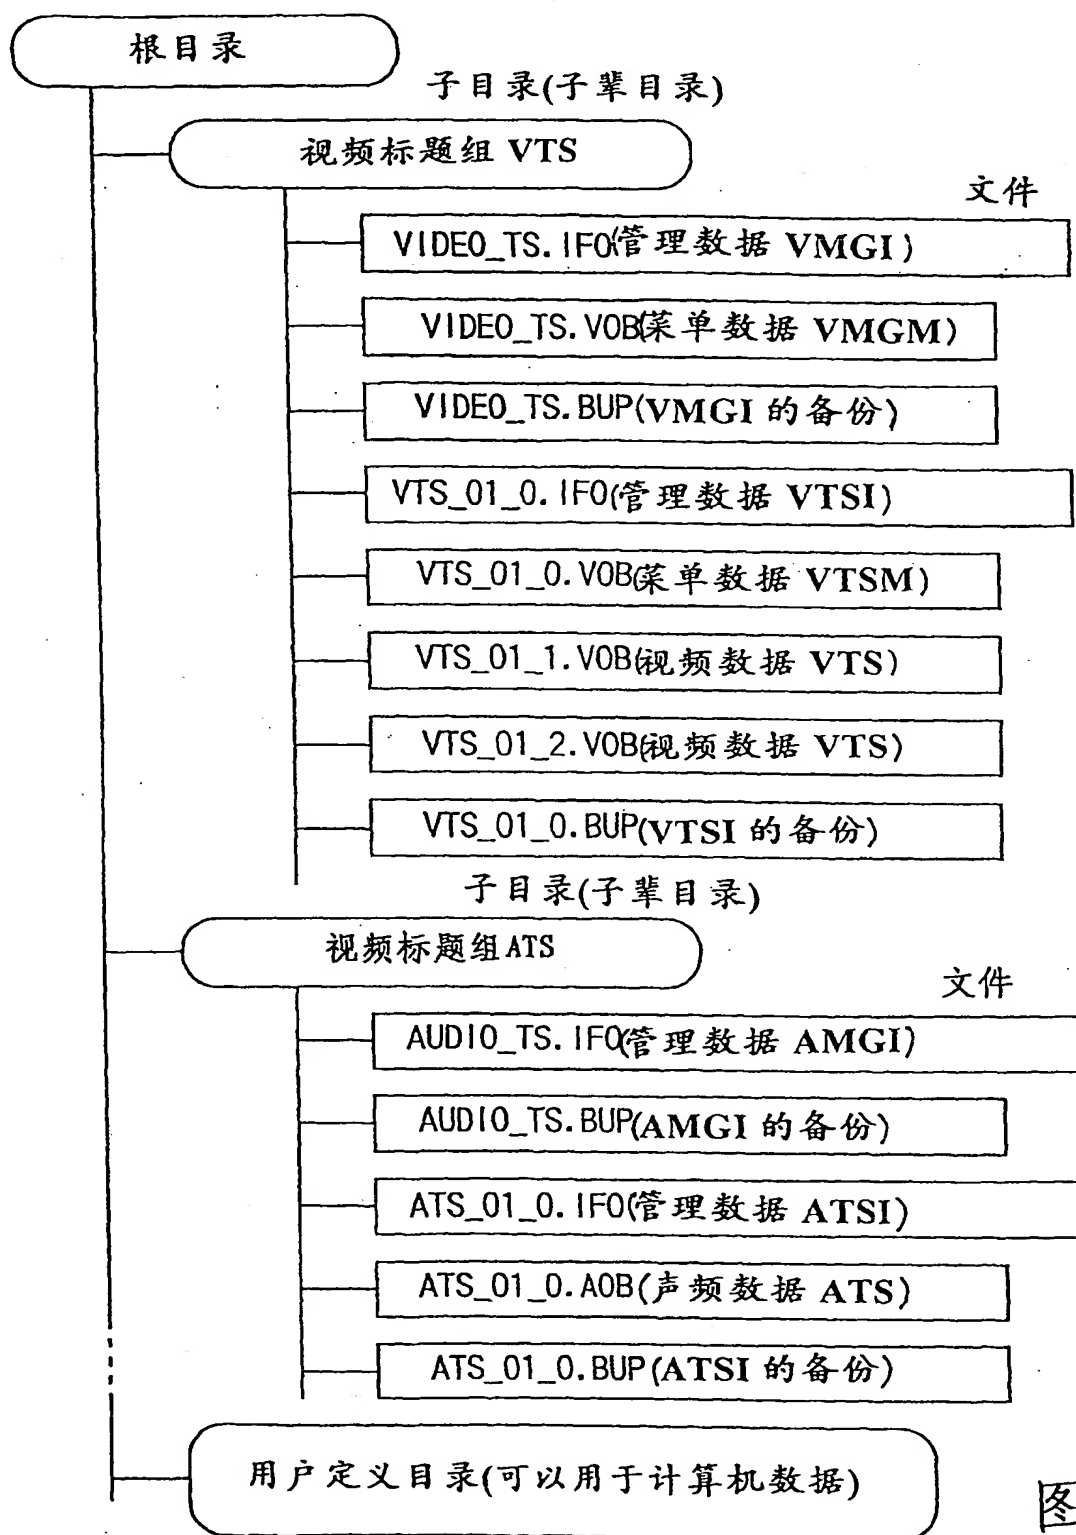 根目录
子目录(子辈目录)
视频标题组 VTS
文件
VIDEO_TS.IFO(管理数据 VMGI)
VIDEO_TS.VOB(菜单数据 VMGM)
VIDEO_TS.BUP(VMGI 的备份)
VTS_01_0.IFO(管理数据 VTSI)
VTS_01_0.VOB(菜单数据 VTSM)
VTS_01_1.VOB(视频数据 VTS)
VTS_01_2.VOB(视频数据 VTS)
VTS_01_0.BUP(VTSI 的备份)
子目录(子辈目录)
视频标题组ATS
文件
AUDIO_TS.IFO(管理数据 AMGI)
AUDIO_TS.BUP(AMGI 的备份)
ATS_01_0.IFO(管理数据 ATSI)
ATS_01_0.AOB(声频数据 ATS)
ATS_01_0.BUP(ATSI 的备份)
用户定义目录(可以用于计算机数据)
图